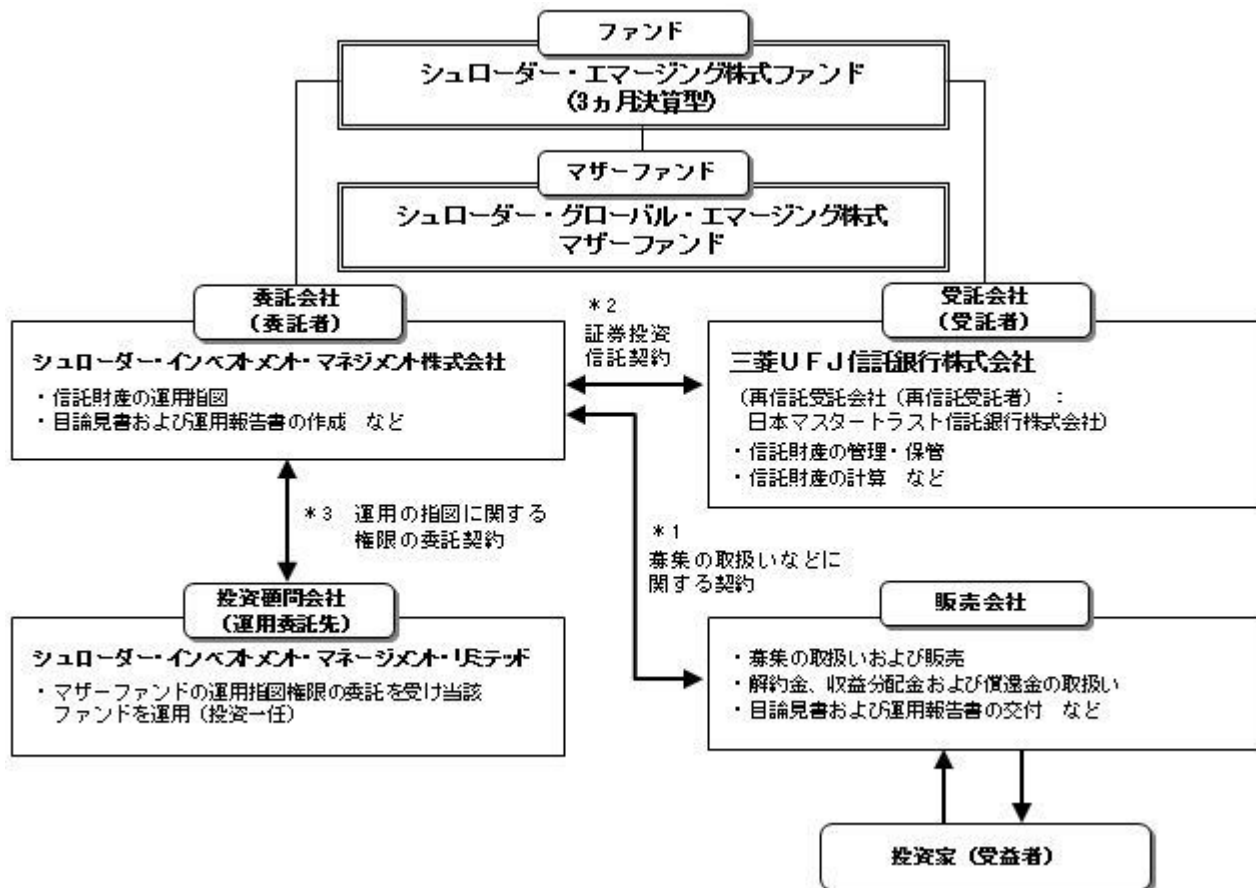 ファンド
シュローダー・エマージング株式ファンド
(3ヵ月決算型)
マザーファンド
シュローダー・グローバル・エマージング株式
マザーファンド
委託会社
(委託者)
シュローダー・インベストメント・マネジメント株式会社
・信託財産の運用指図
・目論見書および運用報告書の作成 など
*2
証券投資
信託契約
受託会社
(受託者)
三菱UFJ信託銀行株式会社
(再信託受託会社(再信託受託者) :
日本マスタートラスト信託銀行株式会社)
・信託財産の管理・保管
・信託財産の計算 など
*3 運用の指図に関する
権限の委託契約
*1
募集の取扱いなどに
関する契約
投資顧問会社
(運用委託先)
シュローダー・インベストメント・マネージメント・リミテッド
・マザーファンドの運用指図権限の委託を受け当該
ファンドを運用(投資一任)
販売会社
・募集の取扱いおよび販売
・解約金、収益分配金および償還金の取扱い
・目論見書および運用報告書の交付 など
投資家(受益者)